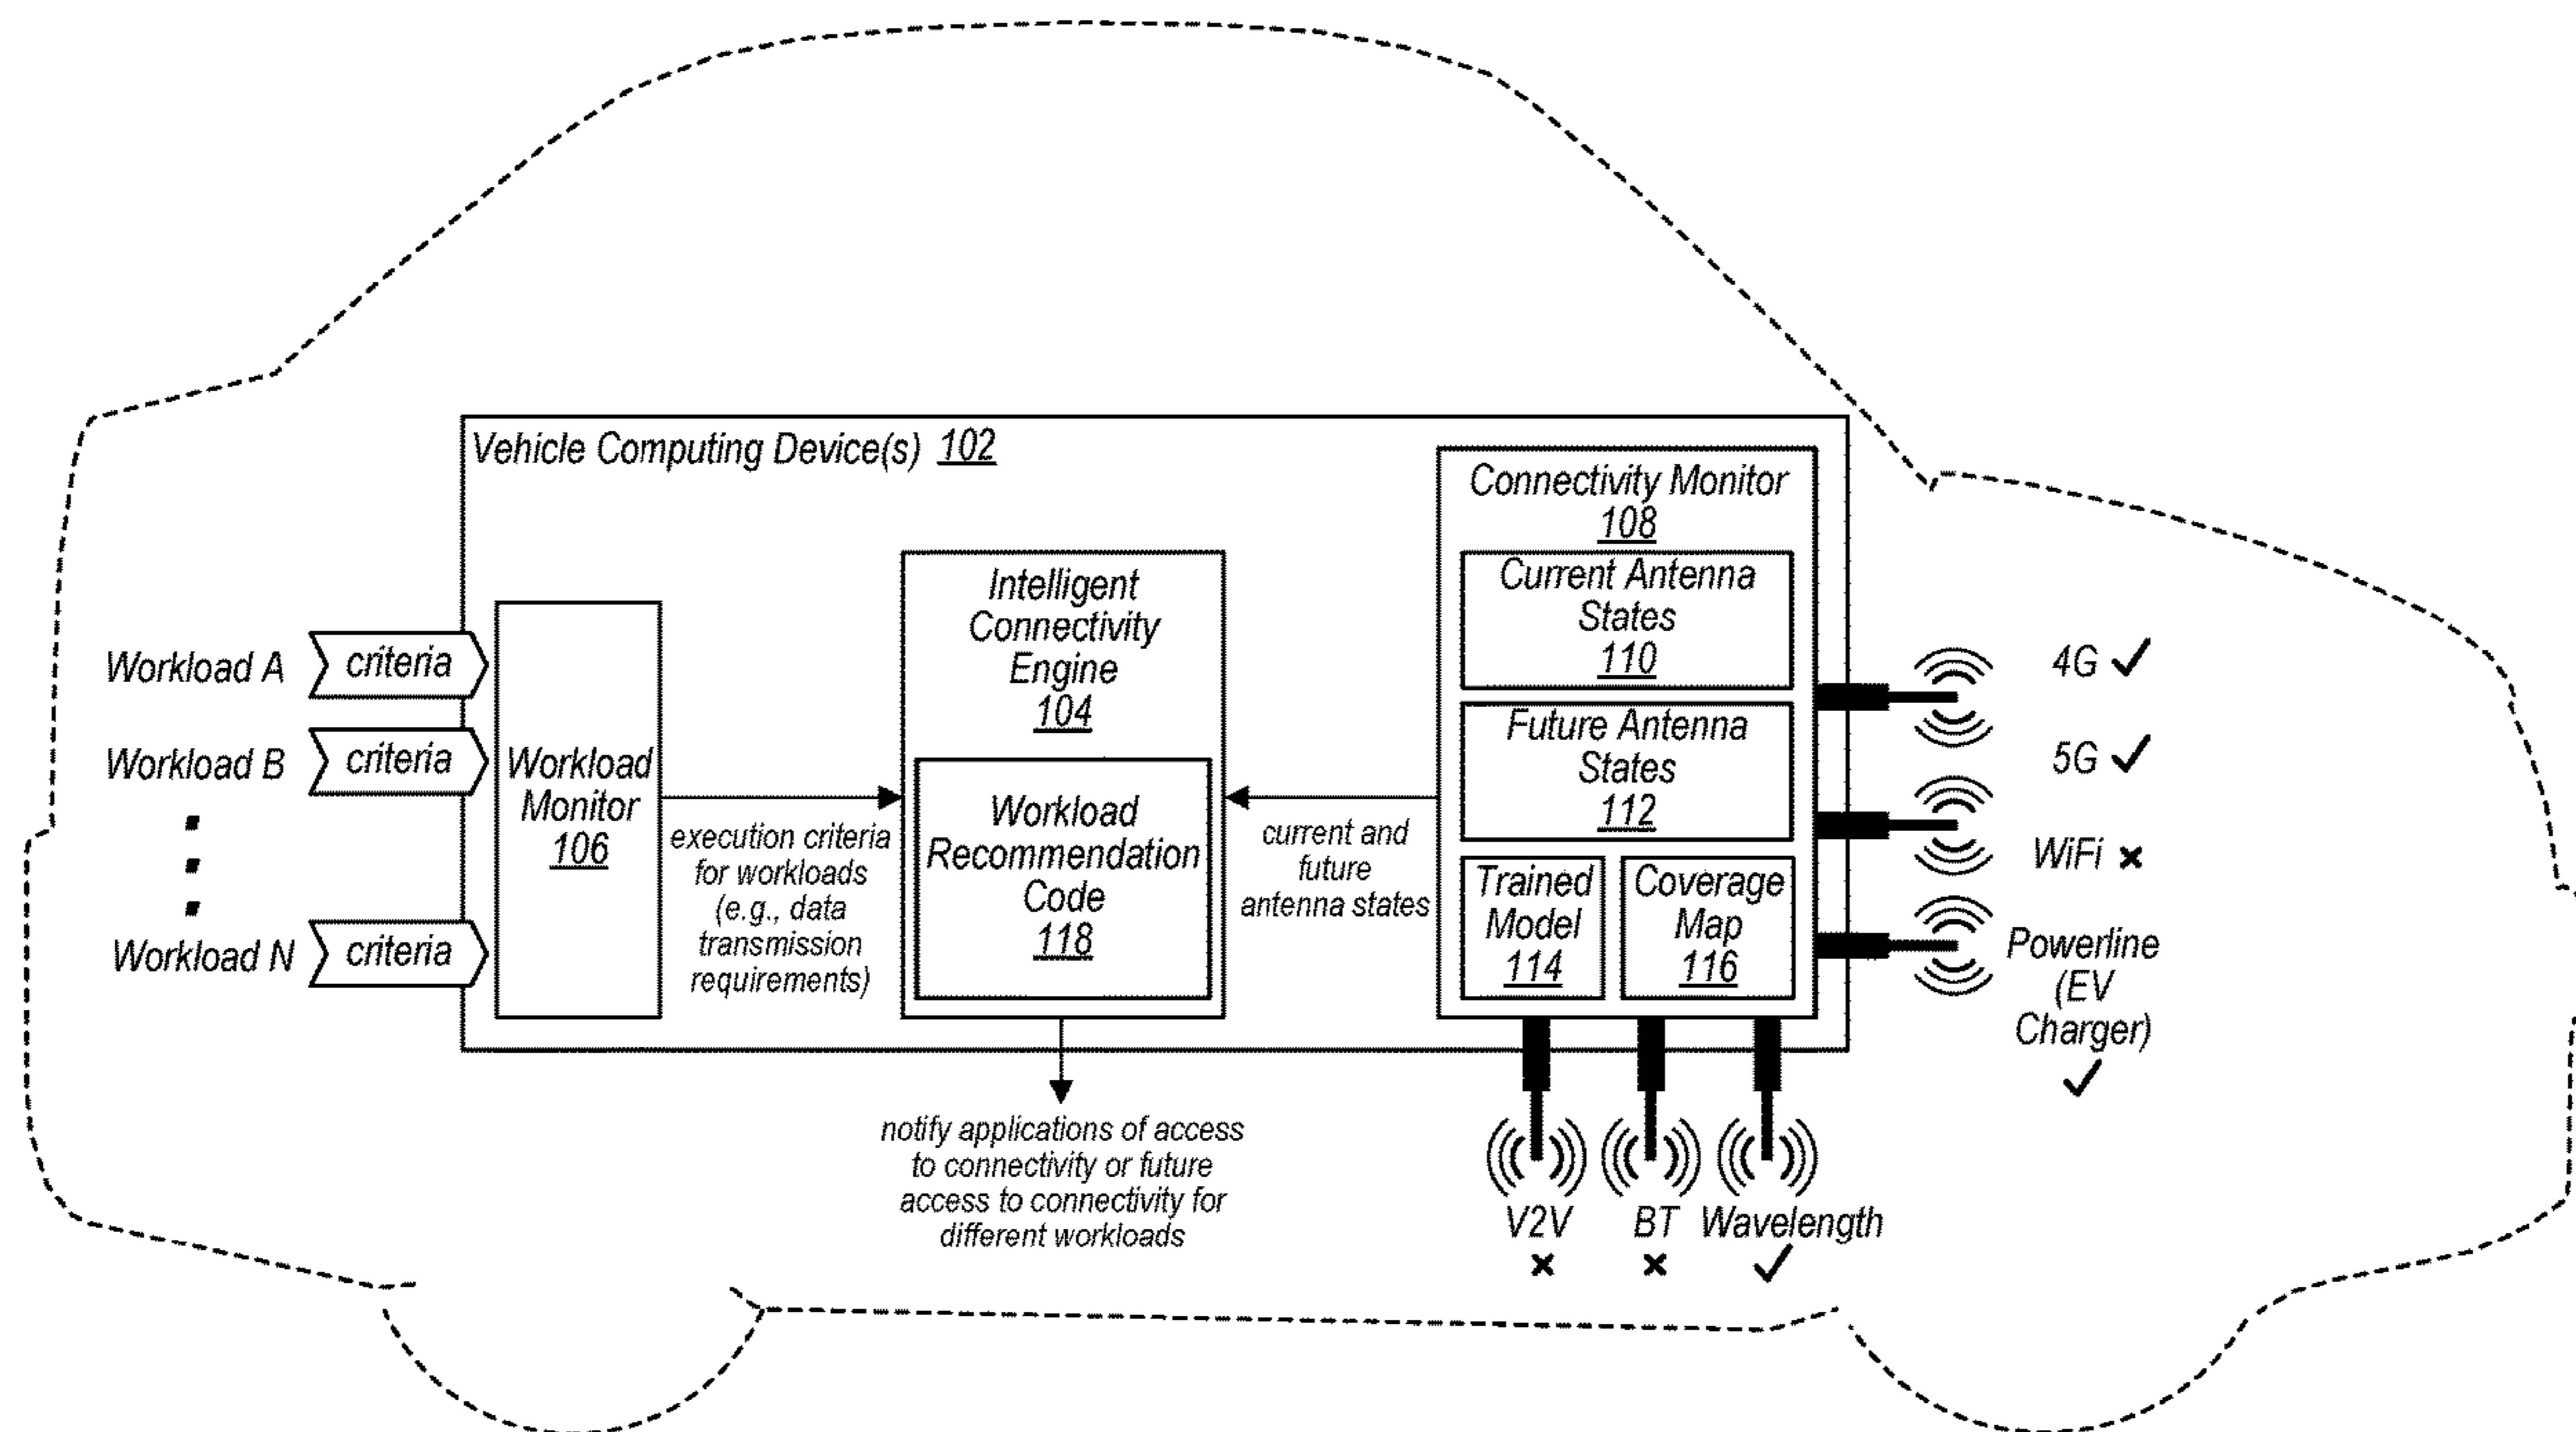 Vehicle Computing Device(s) 102
Workload A
criteria
Workload B
criteria
Workload N
criteria
Workload
Monitor
106
execution criteria
for workloads
(e.g., data
transmission
requirements)
Intelligent
Connectivity
Engine
104
Workload
Recommendation
Code
118
notify applications of access
to connectivity or future
access to connectivity for
different workloads
current and
future
antenna states
Connectivity Monitor
108
Current Antenna
States
110
Future Antenna
States
112
Trained
Model
114
Coverage
Map
116
4G
5G
WiFi
Powerline
(EV
Charger)
V2V
BT
Wavelength